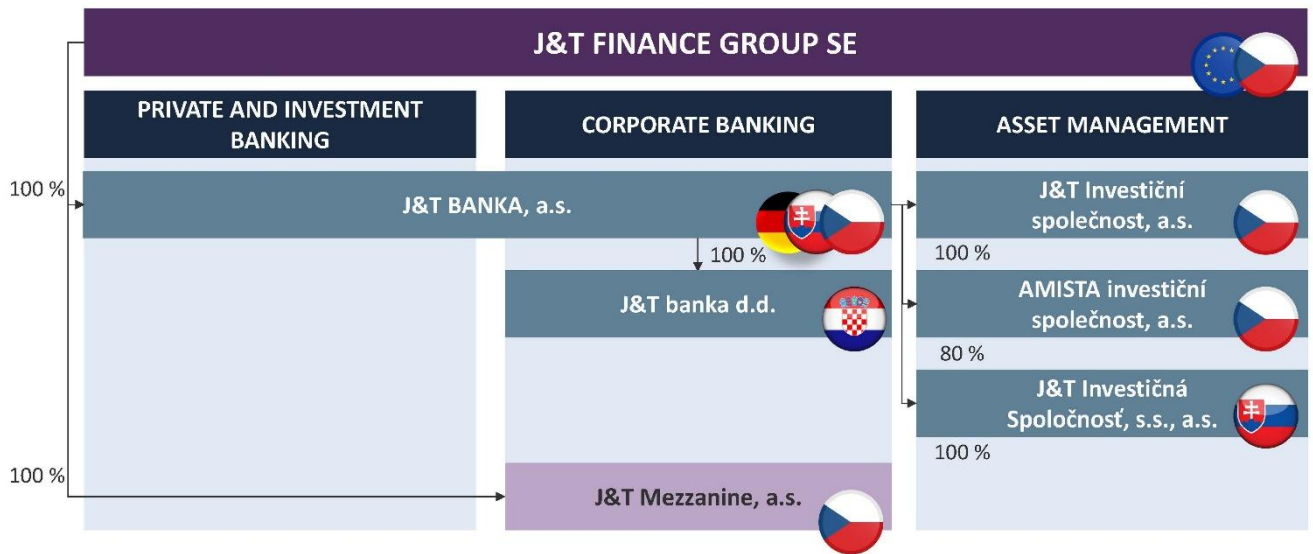 J&T FINANCE GROUP SE
PRIVATE AND INVESTMENT
BANKING
CORPORATE BANKING
ASSET MANAGEMENT
100 %
J&T BANKA, a.s.
J&T Investiční
společnost, a.s.
100 %
100 %
J&T banka d.d.
AMISTA investiční
společnost, a.s.
80 %
J&T Investičná
Spoločnosť, s.s., a.s.
100 %
100 %
J&T Mezzanine, a.s.